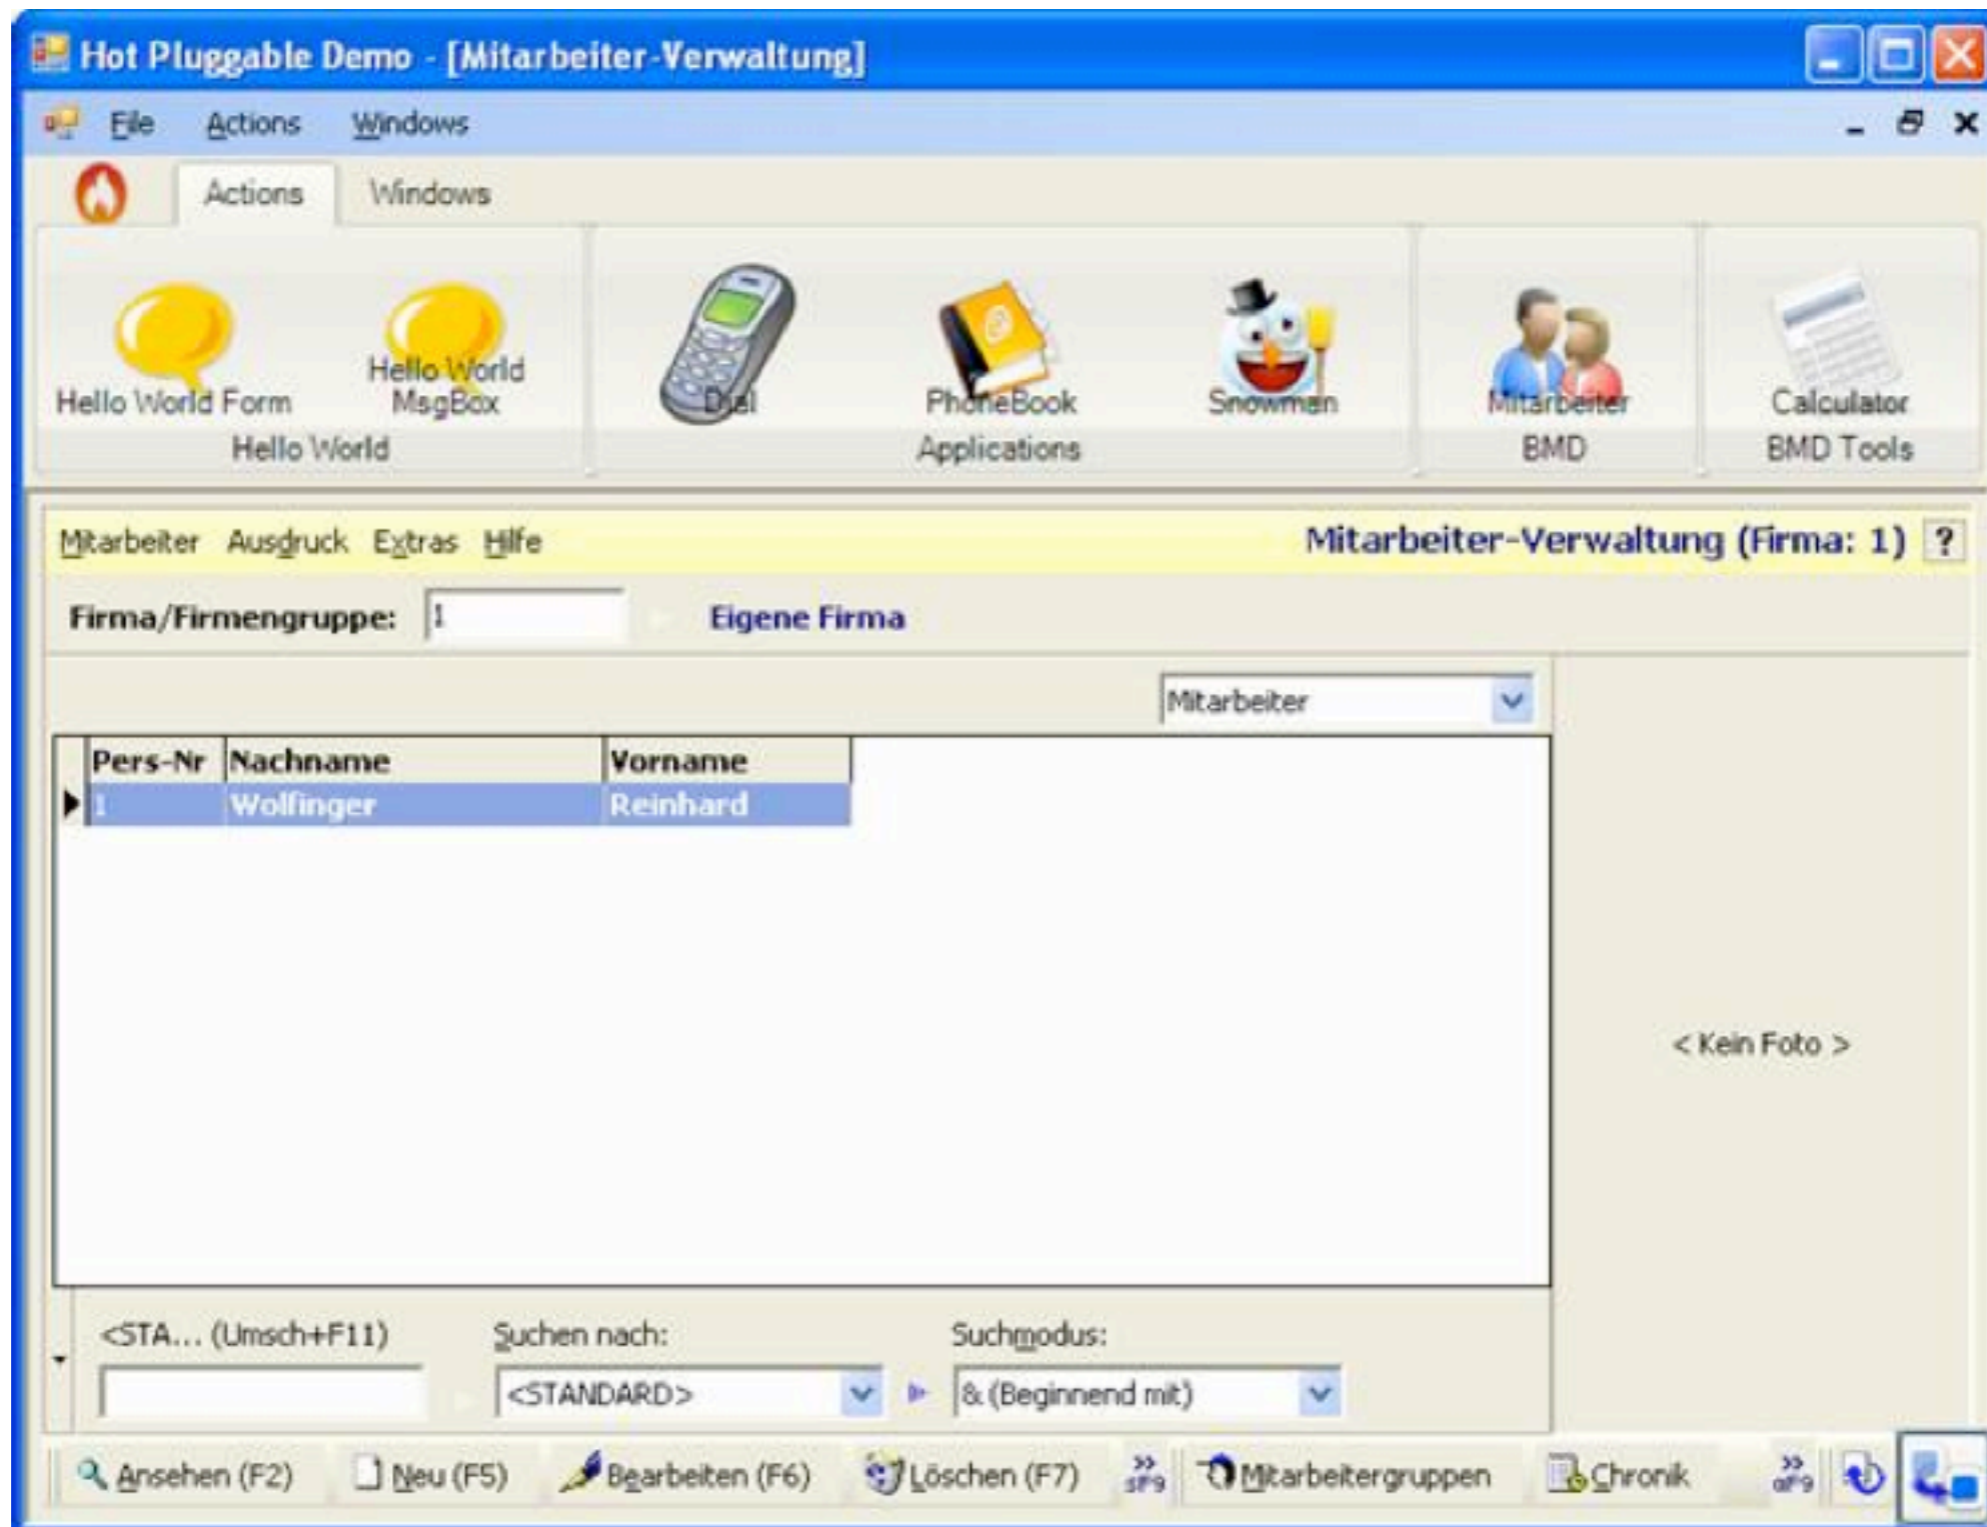 Hot Pluggable Demo - [Mitarbeiter-Verwaltung]
File Actions Windows
Actions Windows
Hello World Form Hello World MsgBox Dial PhoneBook Snowman Mitarbeiter Calculator
Hello World Applications BMD BMD Tools
Mitarbeiter Ausdruck Extras Hilfe Mitarbeiter-Verwaltung (Firma: 1) ?
Firma/Firmengruppe: 1 Eigene Firma
Mitarbeiter
Pers-Nr Nachname Vorname
1 Wolfinger Reinhard
< Kein Foto >
<STA... (Umsch+F11) Suchen nach: Suchmodus:
<STANDARD> & (Beginnend mit)
Ansehen (F2) Neu (F5) Bearbeiten (F6) Löschen (F7) >> sF9 Mitarbeitergruppen Chronik >> aF9